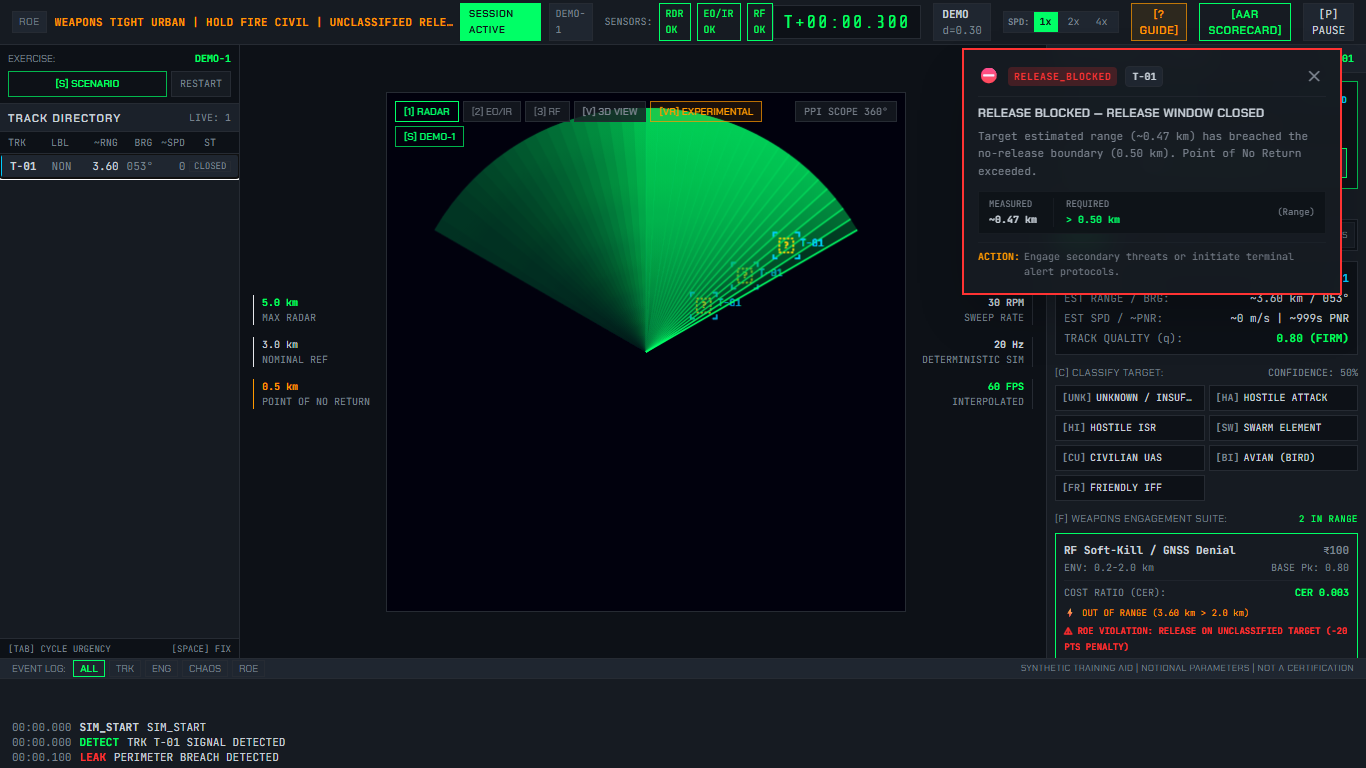 ROE
WEAPONS TIGHT URBAN | HOLD FIRE CIVIL | UNCLASSIFIED RELE…
SESSION ACTIVE
DEMO-1
SENSORS:
RDR OK
EO/IR OK
RF OK
T+00:00.300
DEMO
d=0.30
SPD: 1x 2x 4x
[? GUIDE]
[AAR SCORECARD]
[P] PAUSE
EXERCISE: DEMO-1
[S] SCENARIO
RESTART
TRACK DIRECTORY LIVE: 1
TRK LBL ~RNG BRG ~SPD ST
T-01 NON 3.60 053° 0 CLOSED
[TAB] CYCLE URGENCY [SPACE] FIX
[1] RADAR
[2] EO/IR
[3] RF
[V] 3D VIEW
[VR] EXPERIMENTAL
PPI SCOPE 360°
[S] DEMO-1
? T-01
? T-01
? T-01
5.0 km
MAX RADAR
3.0 km
NOMINAL REF
0.5 km
POINT OF NO RETURN
30 RPM
SWEEP RATE
20 Hz
DETERMINISTIC SIM
60 FPS
INTERPOLATED
RELEASE_BLOCKED T-01
RELEASE BLOCKED — RELEASE WINDOW CLOSED
Target estimated range (~0.47 km) has breached the
no-release boundary (0.50 km). Point of No Return
exceeded.
MEASURED
~0.47 km
REQUIRED
> 0.50 km
(Range)
ACTION: Engage secondary threats or initiate terminal
alert protocols.
EST RANGE / BRG: ~3.60 km / 053°
EST SPD / ~PNR: ~0 m/s | ~999s PNR
TRACK QUALITY (q): 0.80 (FIRM)
[C] CLASSIFY TARGET: CONFIDENCE: 50%
[UNK] UNKNOWN / INSUF…
[HA] HOSTILE ATTACK
[HI] HOSTILE ISR
[SW] SWARM ELEMENT
[CU] CIVILIAN UAS
[BI] AVIAN (BIRD)
[FR] FRIENDLY IFF
[F] WEAPONS ENGAGEMENT SUITE: 2 IN RANGE
RF Soft-Kill / GNSS Denial ₹100
ENV: 0.2-2.0 km BASE Pk: 0.80
COST RATIO (CER): CER 0.003
OUT OF RANGE (3.60 km > 2.0 km)
ROE VIOLATION: RELEASE ON UNCLASSIFIED TARGET (-20
PTS PENALTY)
EVENT LOG: ALL TRK ENG CHAOS ROE
SYNTHETIC TRAINING AID | NOTIONAL PARAMETERS | NOT A CERTIFICATION
00:00.000 SIM_START SIM_START
00:00.000 DETECT TRK T-01 SIGNAL DETECTED
00:00.100 LEAK PERIMETER BREACH DETECTED